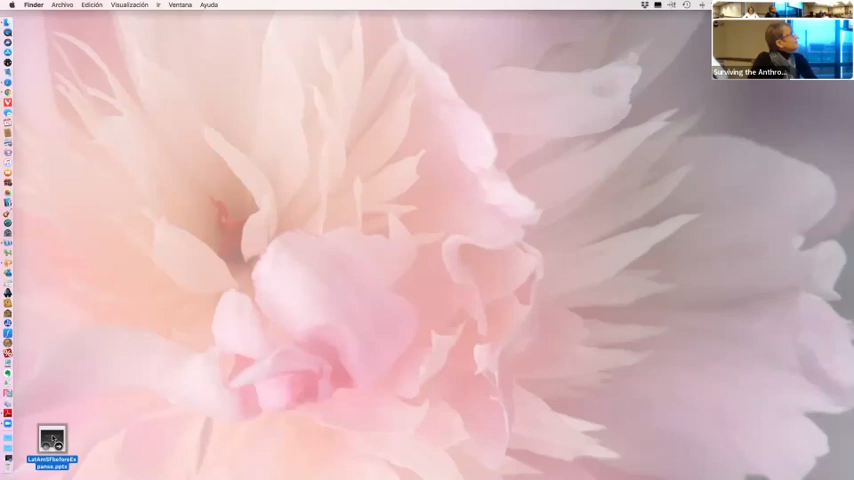 Finder Archivo Edición Visualización Ir Ventana Ayuda
Surviving the Anthro...
LatAmSFbeforeEx
panse.pptx